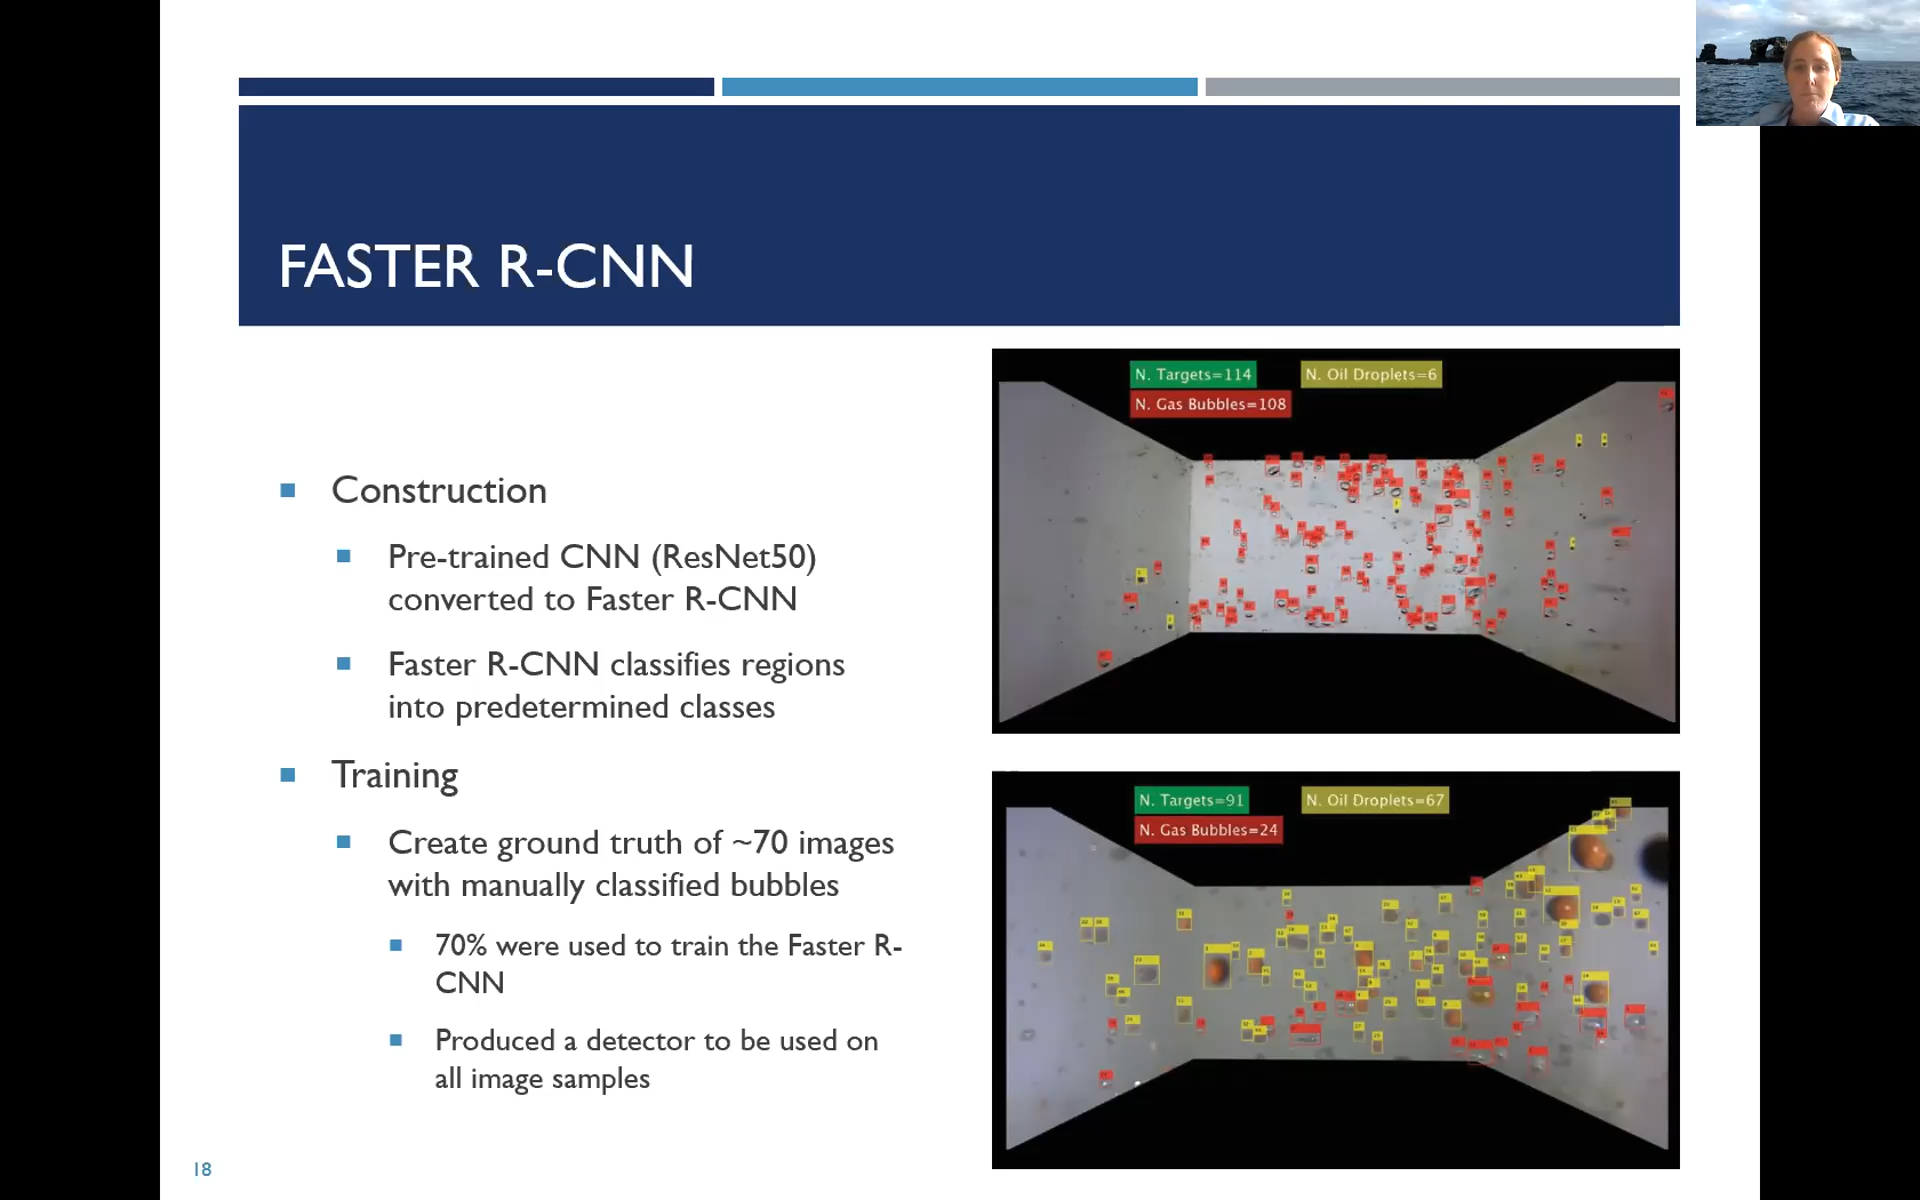 FASTER R-CNN
Construction
Pre-trained CNN (ResNet50)
converted to Faster R-CNN
Faster R-CNN classifies regions
into predetermined classes
Training
Create ground truth of ~70 images
with manually classified bubbles
70% were used to train the Faster R-
CNN
Produced a detector to be used on
all image samples
N. Targets=114
N. Oil Droplets=6
N. Gas Bubbles=108
N. Targets=91
N. Oil Droplets=67
N. Gas Bubbles=24
18